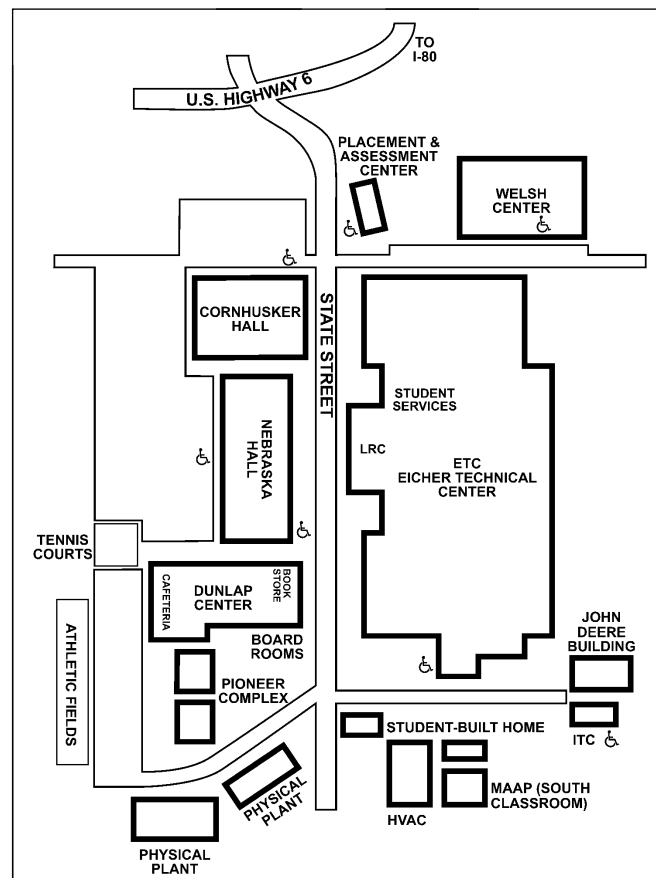 TO
I-80
U.S. HIGHWAY 6
PLACEMENT &
ASSESSMENT
CENTER
WELSH
CENTER
CORNHUSKER
HALL
STATE STREET
STUDENT
SERVICES
NEBRASKA
HALL
LRC
ETC
EICHER TECHNICAL
CENTER
TENNIS
COURTS
CAFETERIA
DUNLAP
CENTER
BOOK
STORE
BOARD
ROOMS
JOHN
DEERE
BUILDING
ATHLETIC FIELDS
PIONEER
COMPLEX
STUDENT-BUILT HOME
ITC
PHYSICAL
PLANT
MAAP (SOUTH
CLASSROOM)
HVAC
PHYSICAL
PLANT